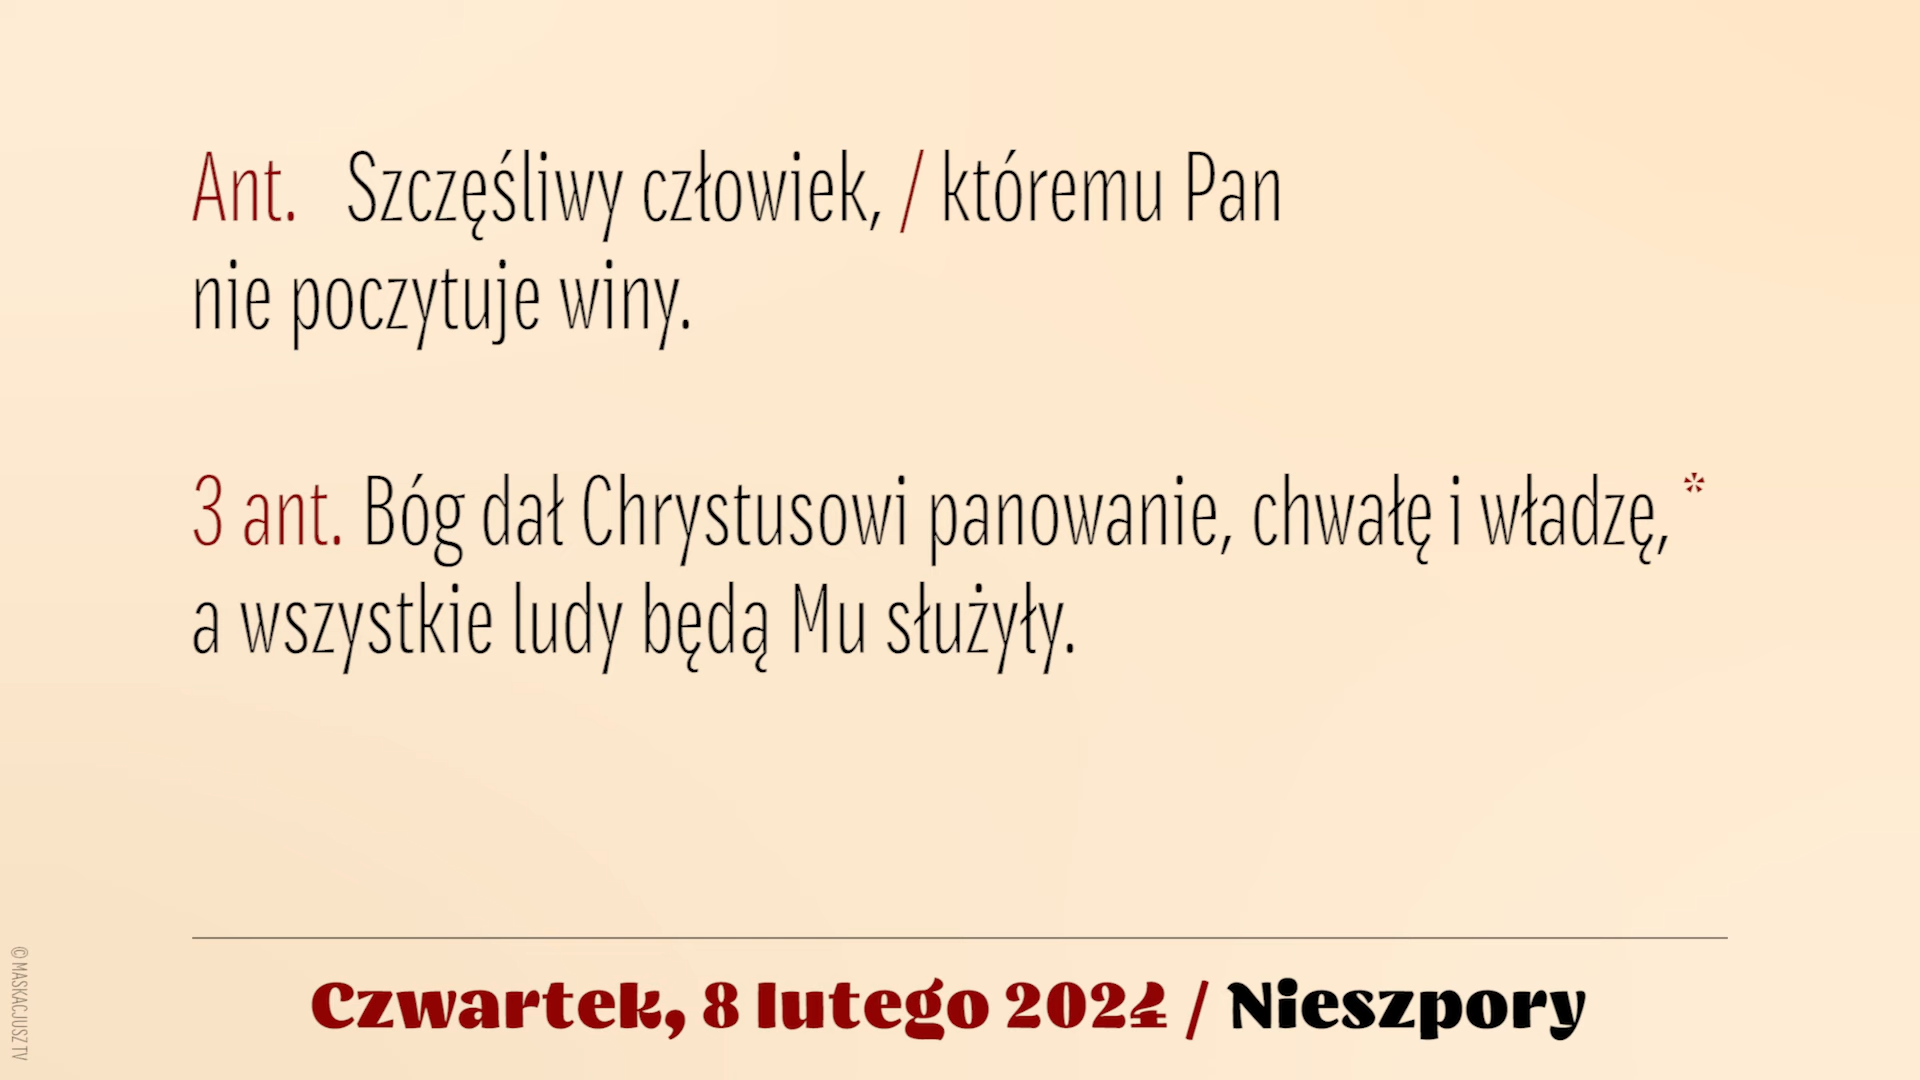 Ant. Szczęśliwy człowiek, / któremu Pan
nie poczytuje winy.
3 ant. Bóg dał Chrystusowi panowanie, chwałę i władzę, *
a wszystkie ludy będą Mu służyły.
Czwartek, 8 lutego 2024 / Nieszpory
© MASKACJUSZ TV